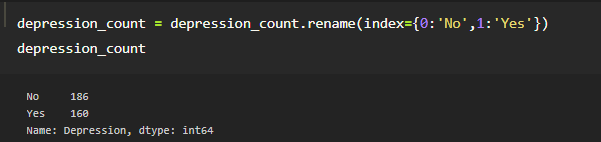 depression_count = depression_count.rename(index={0:'No',1:'Yes'})
depression_count
No     186
Yes    160
Name: Depression, dtype: int64